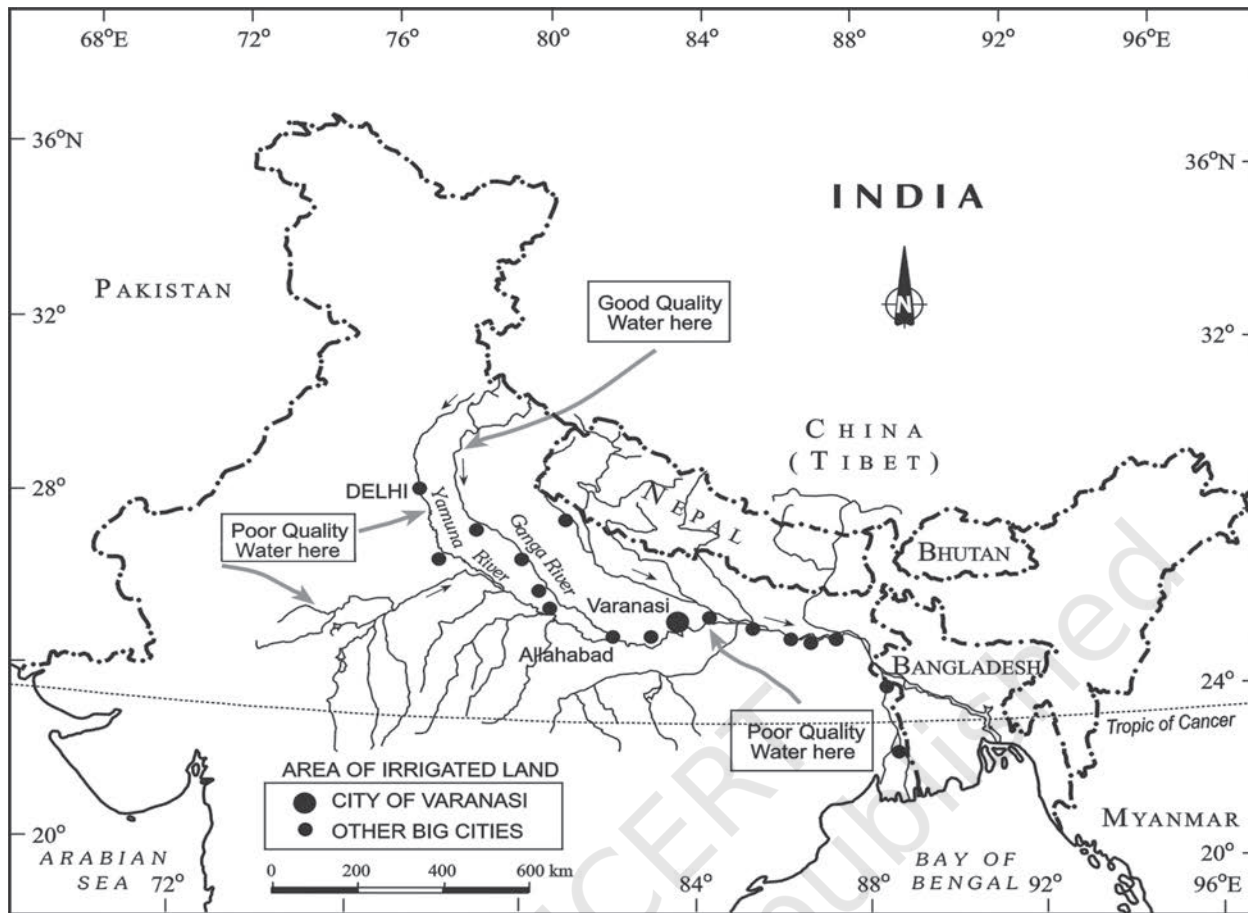 68°E 72° 76° 80° 84° 88° 92° 96°E
36°N
36°N
INDIA
PAKISTAN
Good Quality
Water here
N
32°
32°
CHINA
(TIBET)
28°
DELHI
NEPAL
Yamuna
River
Ganga River
Poor Quality
Water here
BHUTAN
Varanasi
Allahabad
BANGLADESH
24°
Tropic of Cancer
Poor Quality
Water here
AREA OF IRRIGATED LAND
CITY OF VARANASI
OTHER BIG CITIES
MYANMAR
20°
20°
ARABIAN
SEA
0 200 400 600 km
BAY OF
BENGAL
72° 84° 88° 92° 96°E
NCERT
published